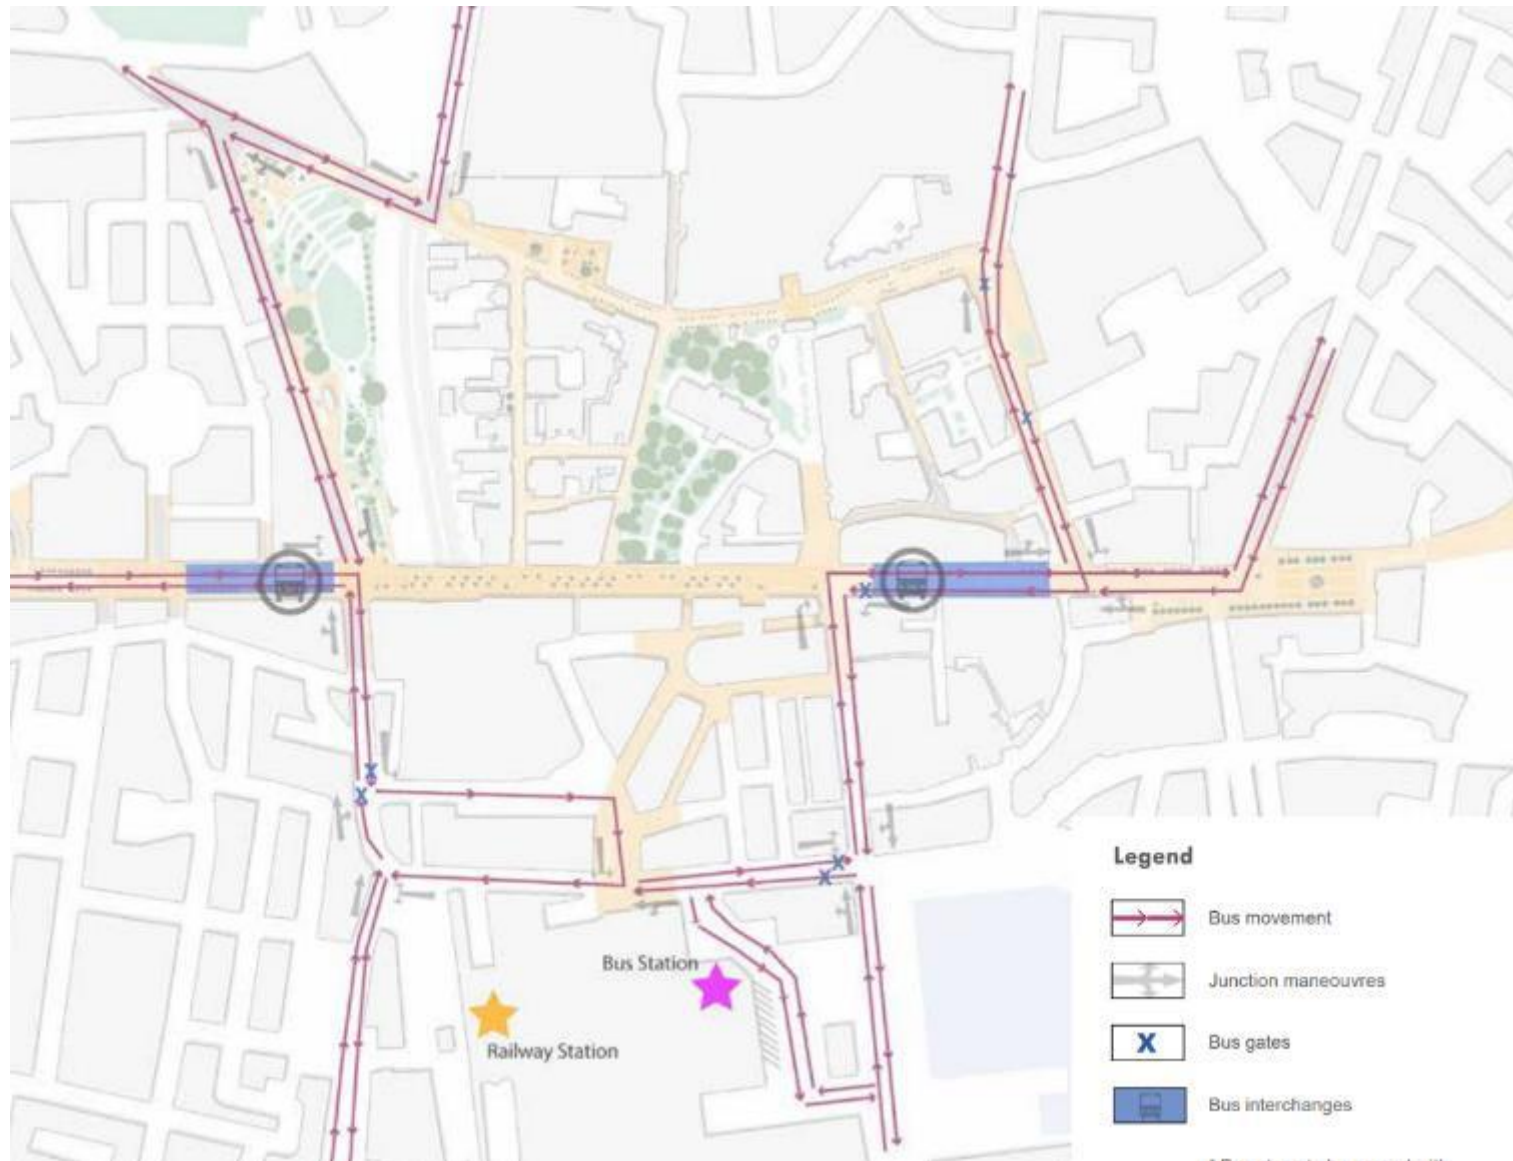 Bus Station
Railway Station
Legend
Bus movement
Junction maneouvres
X Bus gates
Bus interchanges